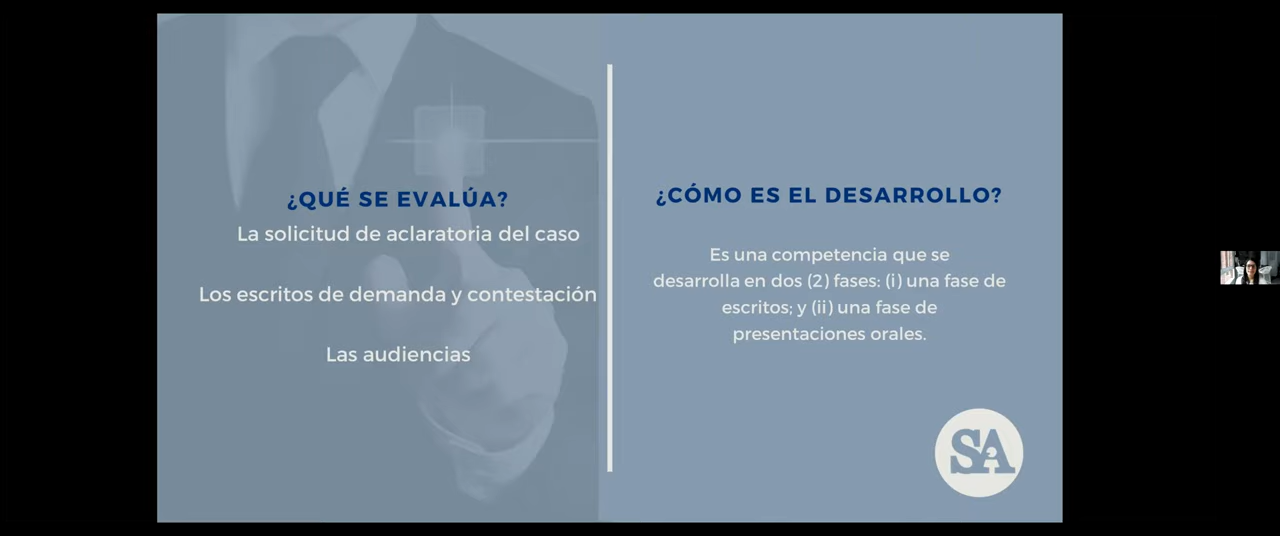 ¿QUÉ SE EVALÚA?
La solicitud de aclaratoria del caso
Los escritos de demanda y contestación
Las audiencias
¿CÓMO ES EL DESARROLLO?
Es una competencia que se
desarrolla en dos (2) fases: (i) una fase de
escritos; y (ii) una fase de
presentaciones orales.
SA